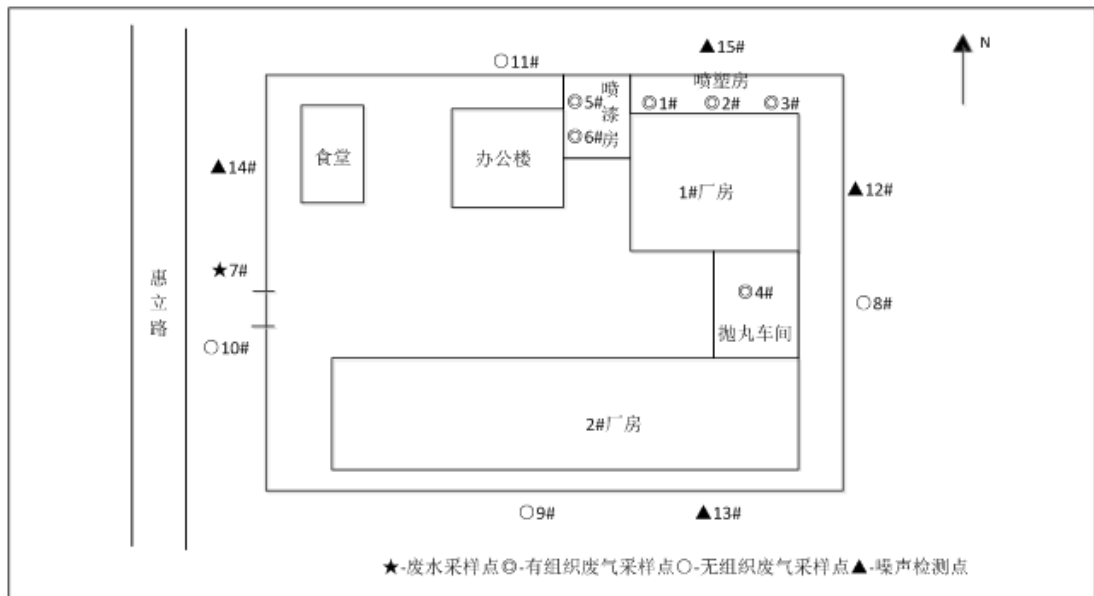 ▲15#
N
○11#
喷塑房
◎5#
◎6#
喷漆房
◎1#
◎2#
◎3#
食堂
办公楼
▲14#
1#厂房
▲12#
★7#
惠立路
◎4#
抛丸车间
○8#
○10#
2#厂房
○9#
▲13#
★-废水采样点◎-有组织废气采样点○-无组织废气采样点▲-噪声检测点